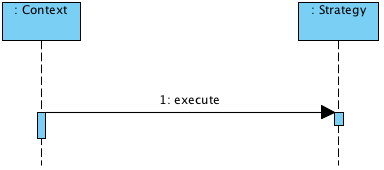 : Context
: Strategy
1: execute